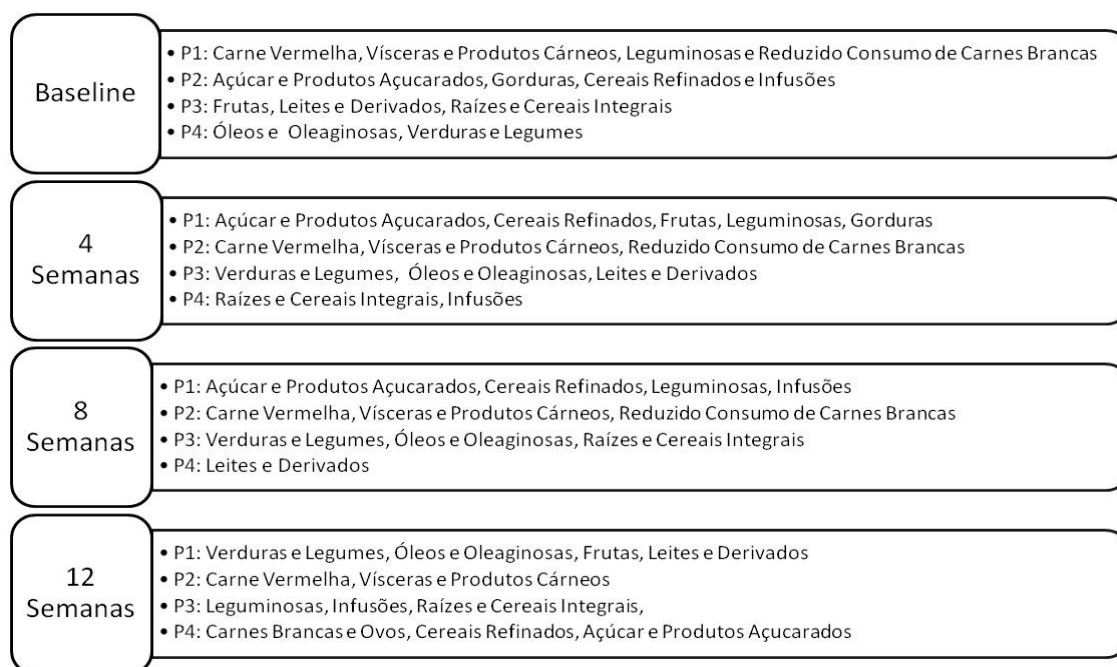 Baseline
• P1: Carne Vermelha, Vísceras e Produtos Cárneos, Leguminosas e Reduzido Consumo de Carnes Brancas
• P2: Açúcar e Produtos Açucarados, Gorduras, Cereais Refinados e Infusões
• P3: Frutas, Leites e Derivados, Raízes e Cereais Integrais
• P4: Óleos e Oleaginosas, Verduras e Legumes
4
Semanas
• P1: Açúcar e Produtos Açucarados, Cereais Refinados, Frutas, Leguminosas, Gorduras
• P2: Carne Vermelha, Vísceras e Produtos Cárneos, Reduzido Consumo de Carnes Brancas
• P3: Verduras e Legumes, Óleos e Oleaginosas, Leites e Derivados
• P4: Raízes e Cereais Integrais, Infusões
8
Semanas
• P1: Açúcar e Produtos Açucarados, Cereais Refinados, Leguminosas, Infusões
• P2: Carne Vermelha, Vísceras e Produtos Cárneos, Reduzido Consumo de Carnes Brancas
• P3: Verduras e Legumes, Óleos e Oleaginosas, Raízes e Cereais Integrais
• P4: Leites e Derivados
12
Semanas
• P1: Verduras e Legumes, Óleos e Oleaginosas, Frutas, Leites e Derivados
• P2: Carne Vermelha, Vísceras e Produtos Cárneos
• P3: Leguminosas, Infusões, Raízes e Cereais Integrais,
• P4: Carnes Brancas e Ovos, Cereais Refinados, Açúcar e Produtos Açucarados